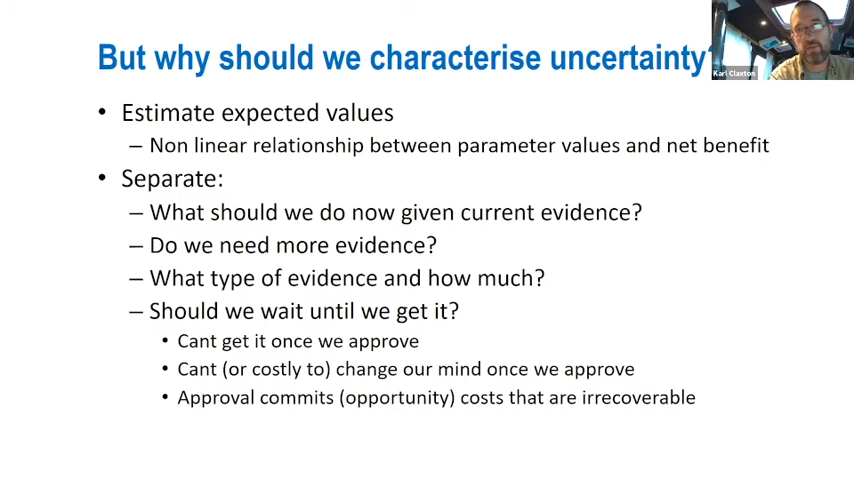 But why should we characterise uncertainty?
Karl Claxton
• Estimate expected values
– Non linear relationship between parameter values and net benefit
• Separate:
– What should we do now given current evidence?
– Do we need more evidence?
– What type of evidence and how much?
– Should we wait until we get it?
• Cant get it once we approve
• Cant (or costly to) change our mind once we approve
• Approval commits (opportunity) costs that are irrecoverable